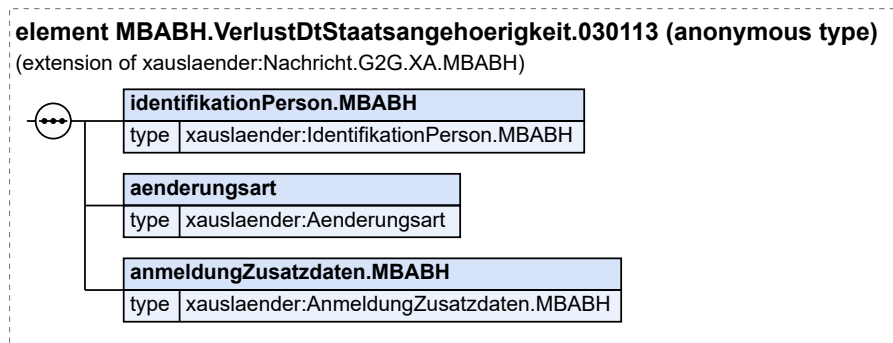 element MBABH.VerlustDtStaatsangehoerigkeit.030113 (anonymous type)
(extension of xauslaender:Nachricht.G2G.XA.MBABH)
identifikationPerson.MBABH
type xauslaender:IdentifikationPerson.MBABH
aenderungsart
type xauslaender:Aenderungsart
anmeldungZusatzdaten.MBABH
type xauslaender:AnmeldungZusatzdaten.MBABH